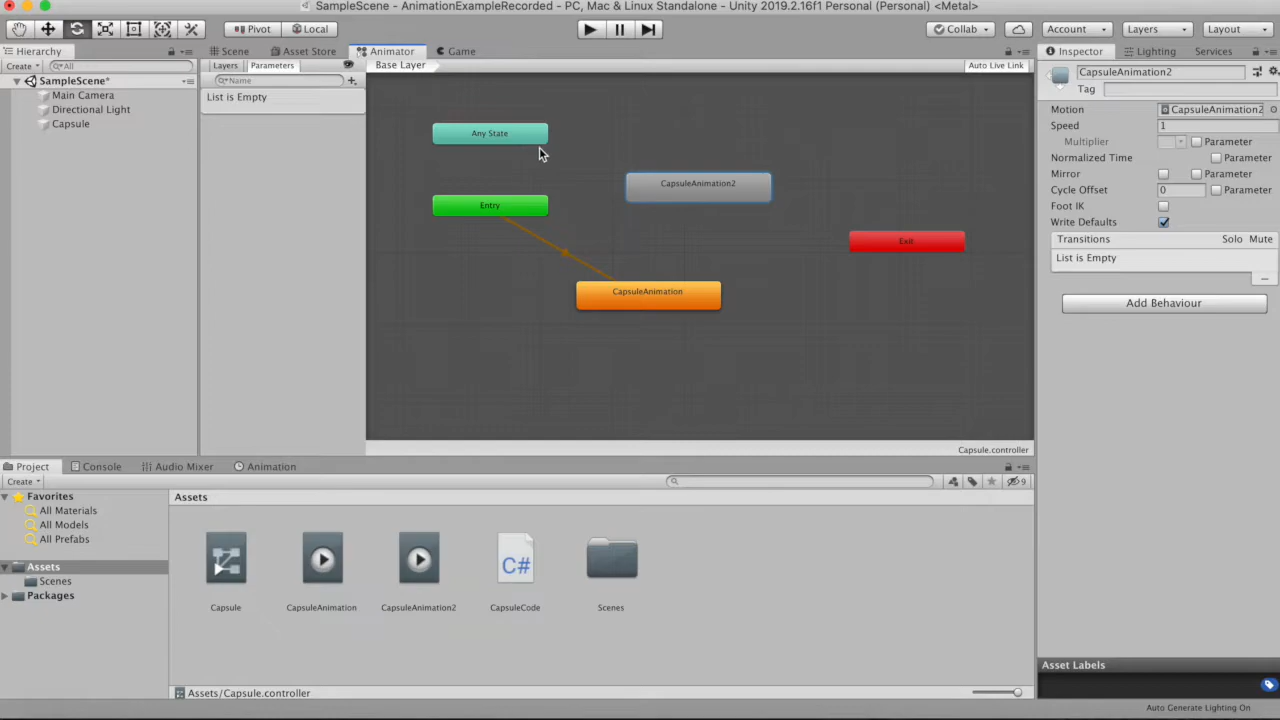 SampleScene - AnimationExampleRecorded - PC, Mac & Linux Standalone - Unity 2019.2.16f1 Personal (Personal) <Metal>
Pivot Local Collab Account Layers Layout
Hierarchy Scene Asset Store Animator Game Inspector Lighting Services
Create All Layers Parameters Base Layer Auto Live Link
SampleScene*
Main Camera
Directional Light
Capsule
Name
List is Empty
Any State
CapsuleAnimation2
Entry
Exit
CapsuleAnimation
Capsule.controller
CapsuleAnimation2
Tag
Motion CapsuleAnimation2
Speed 1
Multiplier Parameter
Normalized Time Parameter
Mirror Parameter
Cycle Offset 0 Parameter
Foot IK
Write Defaults
Transitions Solo Mute
List is Empty
Add Behaviour
Project Console Audio Mixer Animation
Create 9
Favorites
All Materials
All Models
All Prefabs
Assets
Scenes
Packages
Assets
C#
Capsule CapsuleAnimation CapsuleAnimation2 CapsuleCode Scenes
Assets/Capsule.controller
Asset Labels
Auto Generate Lighting On